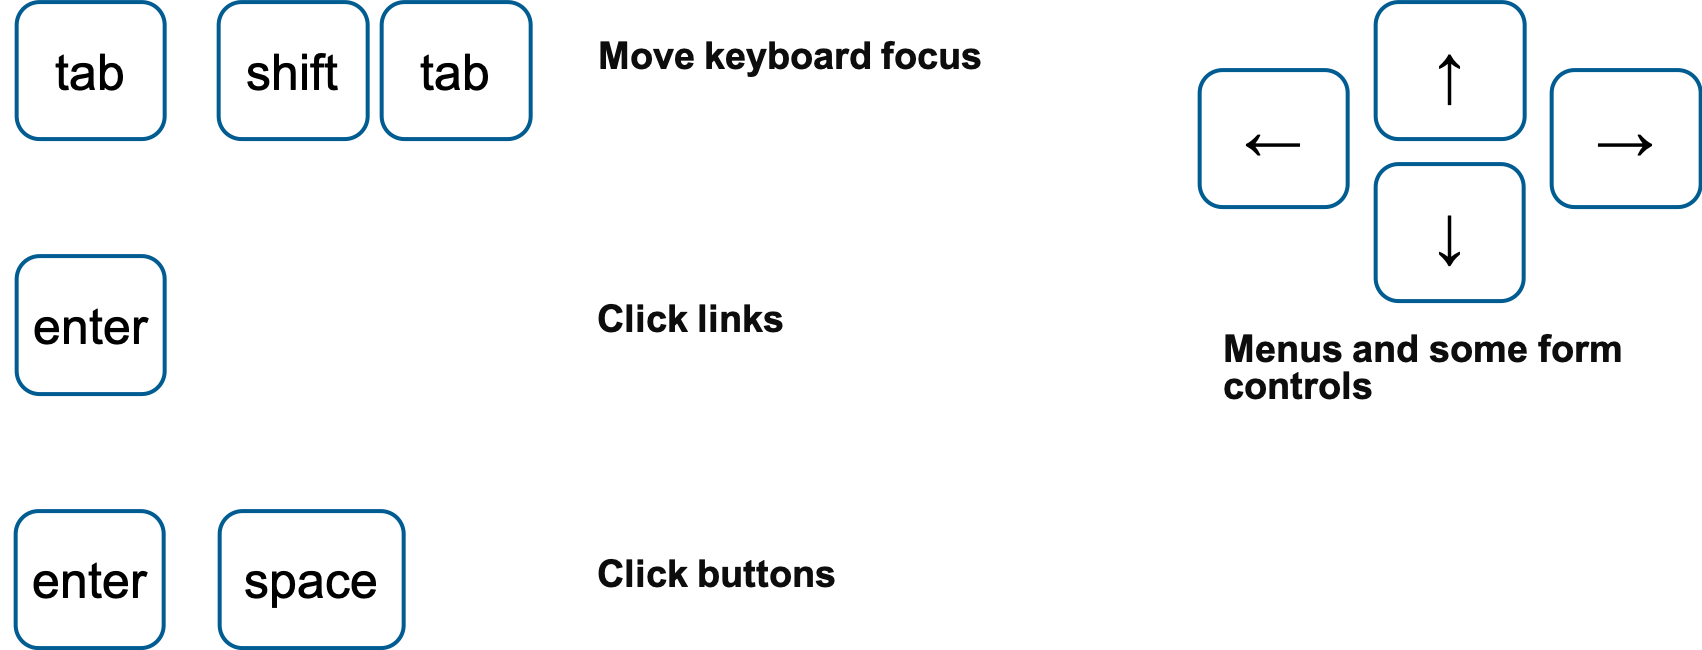 tab shift tab Move keyboard focus
enter Click links
enter space Click buttons
↑
← →
↓
Menus and some form
controls